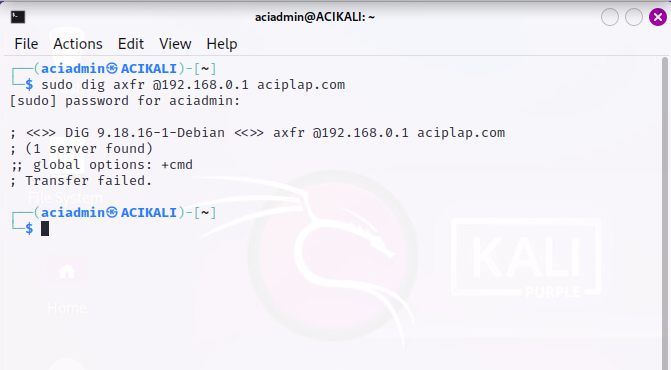 aciadmin@ACIKALI: ~
File Actions Edit View Help
┌──(aciadmin㉿ACIKALI)-[~]
└─$ sudo dig axfr @192.168.0.1 aciplap.com
[sudo] password for aciadmin:
; <<>> DiG 9.18.16-1-Debian <<>> axfr @192.168.0.1 aciplap.com
; (1 server found)
;; global options: +cmd
; Transfer failed.
File System
┌──(aciadmin㉿ACIKALI)-[~]
└─$
KALI
PURPLE
Home